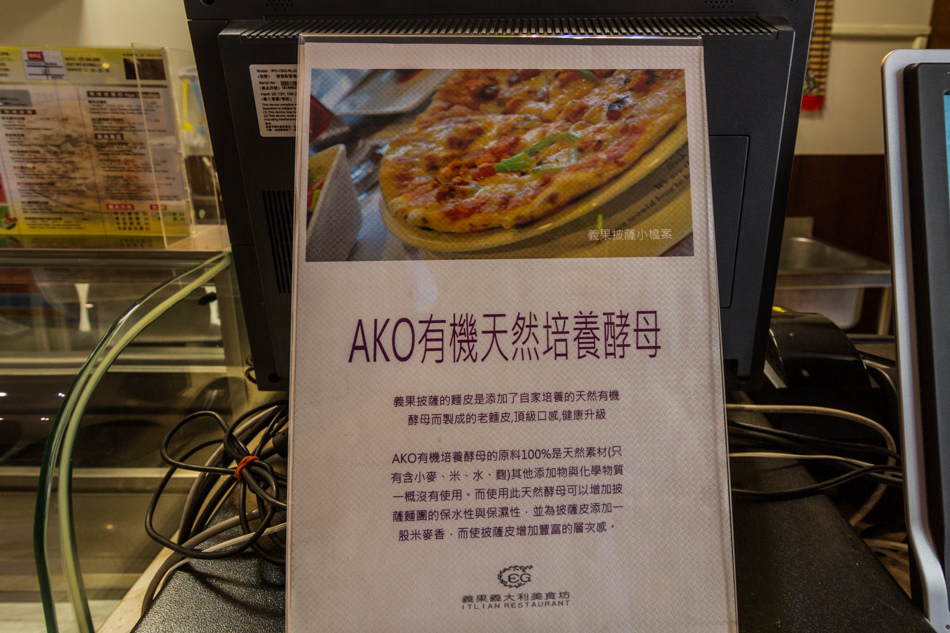 義果披薩小檔案
AKO有機天然培養酵母
義果披薩的麵皮是添加了自家培養的天然有機
酵母而製成的老麵皮,頂級口感,健康升級
AKO有機培養酵母的原料100%是天然素材(只
有含小麥、米、水、麴)其他添加物與化學物質
一概沒有使用。而使用此天然酵母可以增加披
薩麵團的保水性與保濕性，並為披薩皮添加一
股米麥香，而使披薩皮增加豐富的層次感。
EG
義果義大利美食坊
ITLIAN RESTAURANT